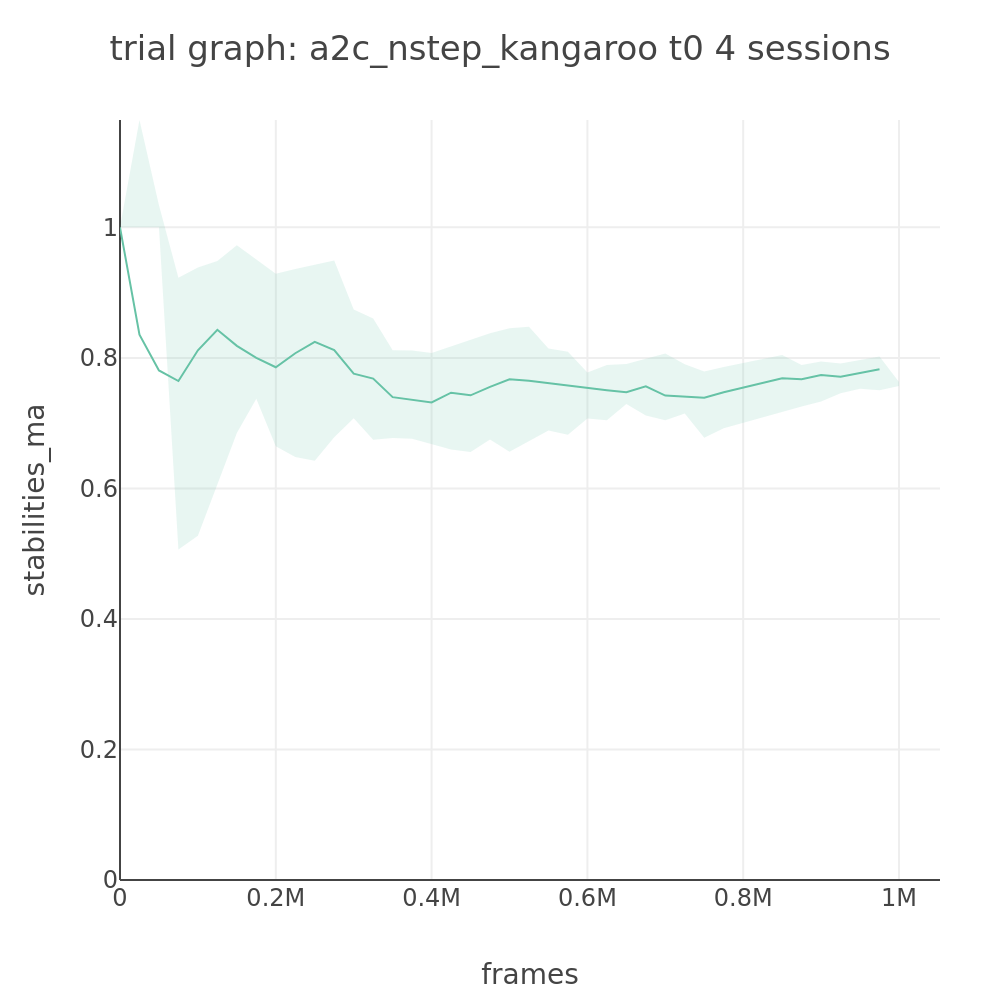 trial graph: a2c_nstep_kangaroo t0 4 sessions
stabilities_ma
1
0.8
0.6
0.4
0.2
0
0
0.2M
0.4M
0.6M
0.8M
1M
frames